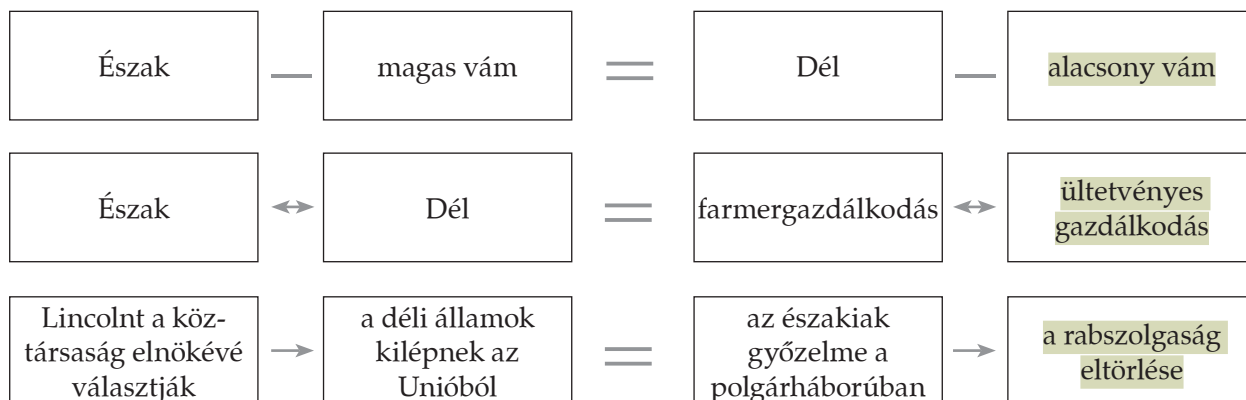 Észak
magas vám
Dél
alacsony vám
Észak
Dél
farmergazdálkodás
ültetvényes
gazdálkodás
Lincolnt a köz-
társaság elnökévé
választják
a déli államok
kilépnek az
Unióból
az északiak
győzelme a
polgárháborúban
a rabszolgaság
eltörlése